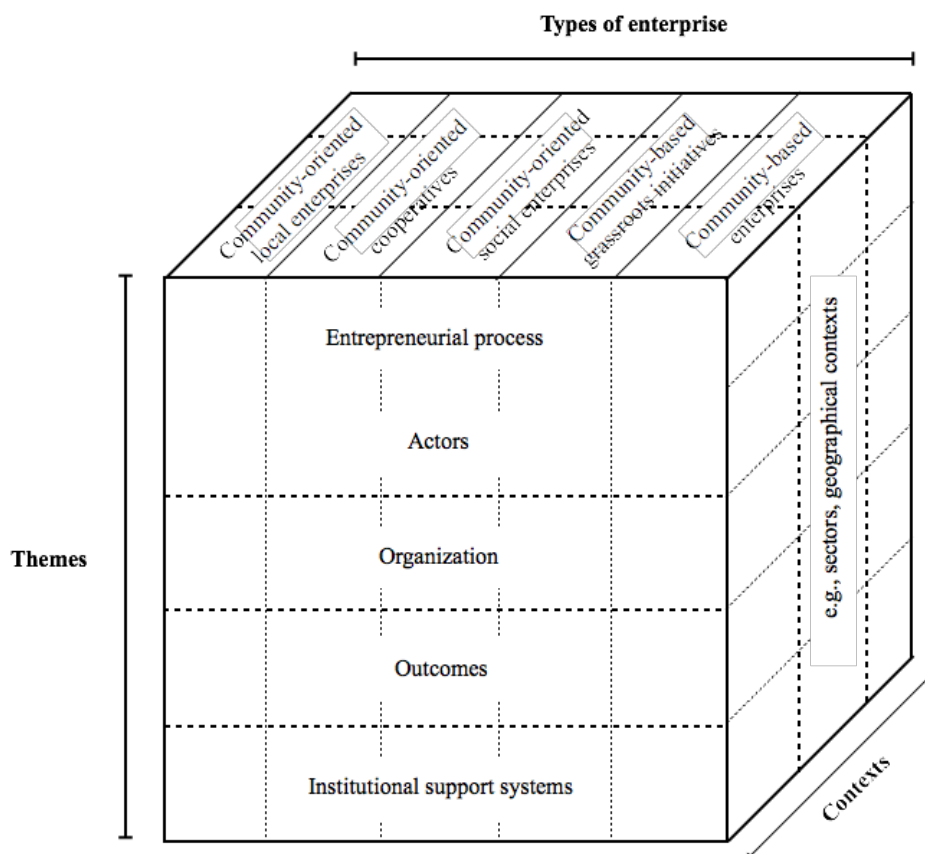 Types of enterprise
Community-oriented
local enterprises
Community-oriented
cooperatives
Community-oriented
social enterprises
Community-based
grassroots initiatives
Community-based
enterprises
Themes
Entrepreneurial process
Actors
Organization
Outcomes
Institutional support systems
e.g., sectors, geographical contexts
Contexts